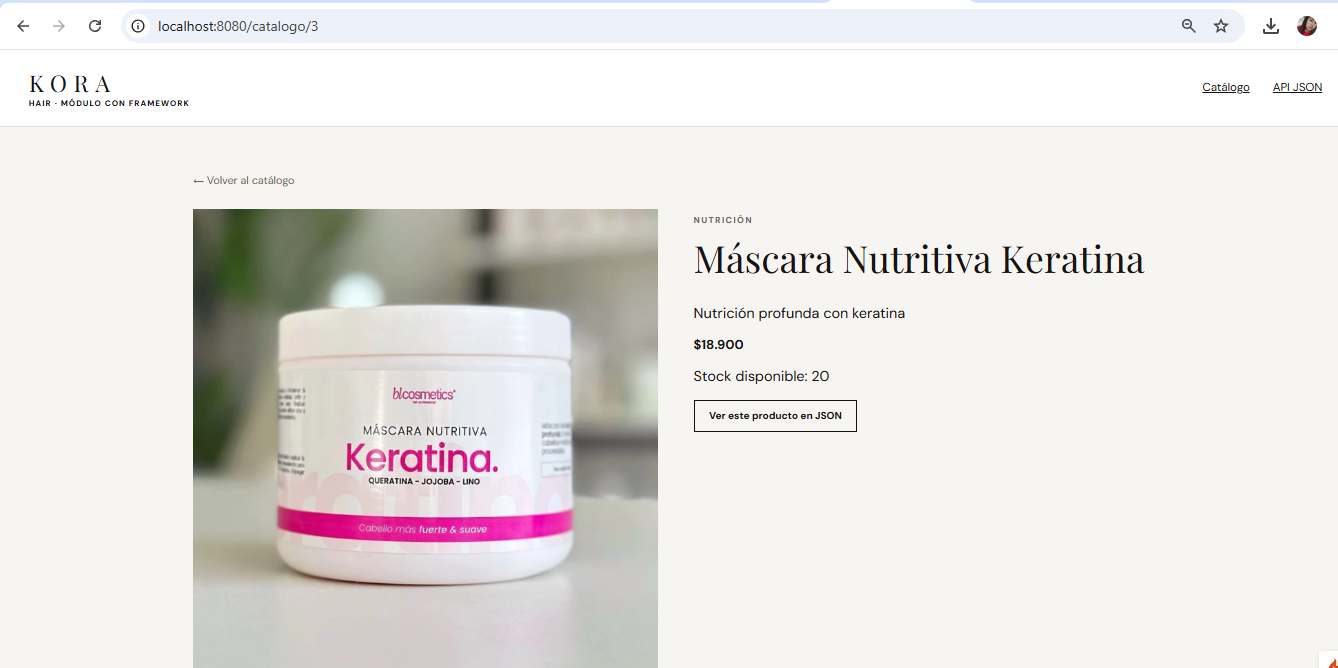 localhost:8080/catalogo/3
KORA
HAIR · MÓDULO CON FRAMEWORK
Catálogo
API JSON
← Volver al catálogo
NUTRICIÓN
Máscara Nutritiva Keratina
Nutrición profunda con keratina
$18.900
Stock disponible: 20
Ver este producto en JSON
blcosmetics
MÁSCARA NUTRITIVA
Keratina.
QUERATINA - JOJOBA - LINO
Cabello más fuerte & suave